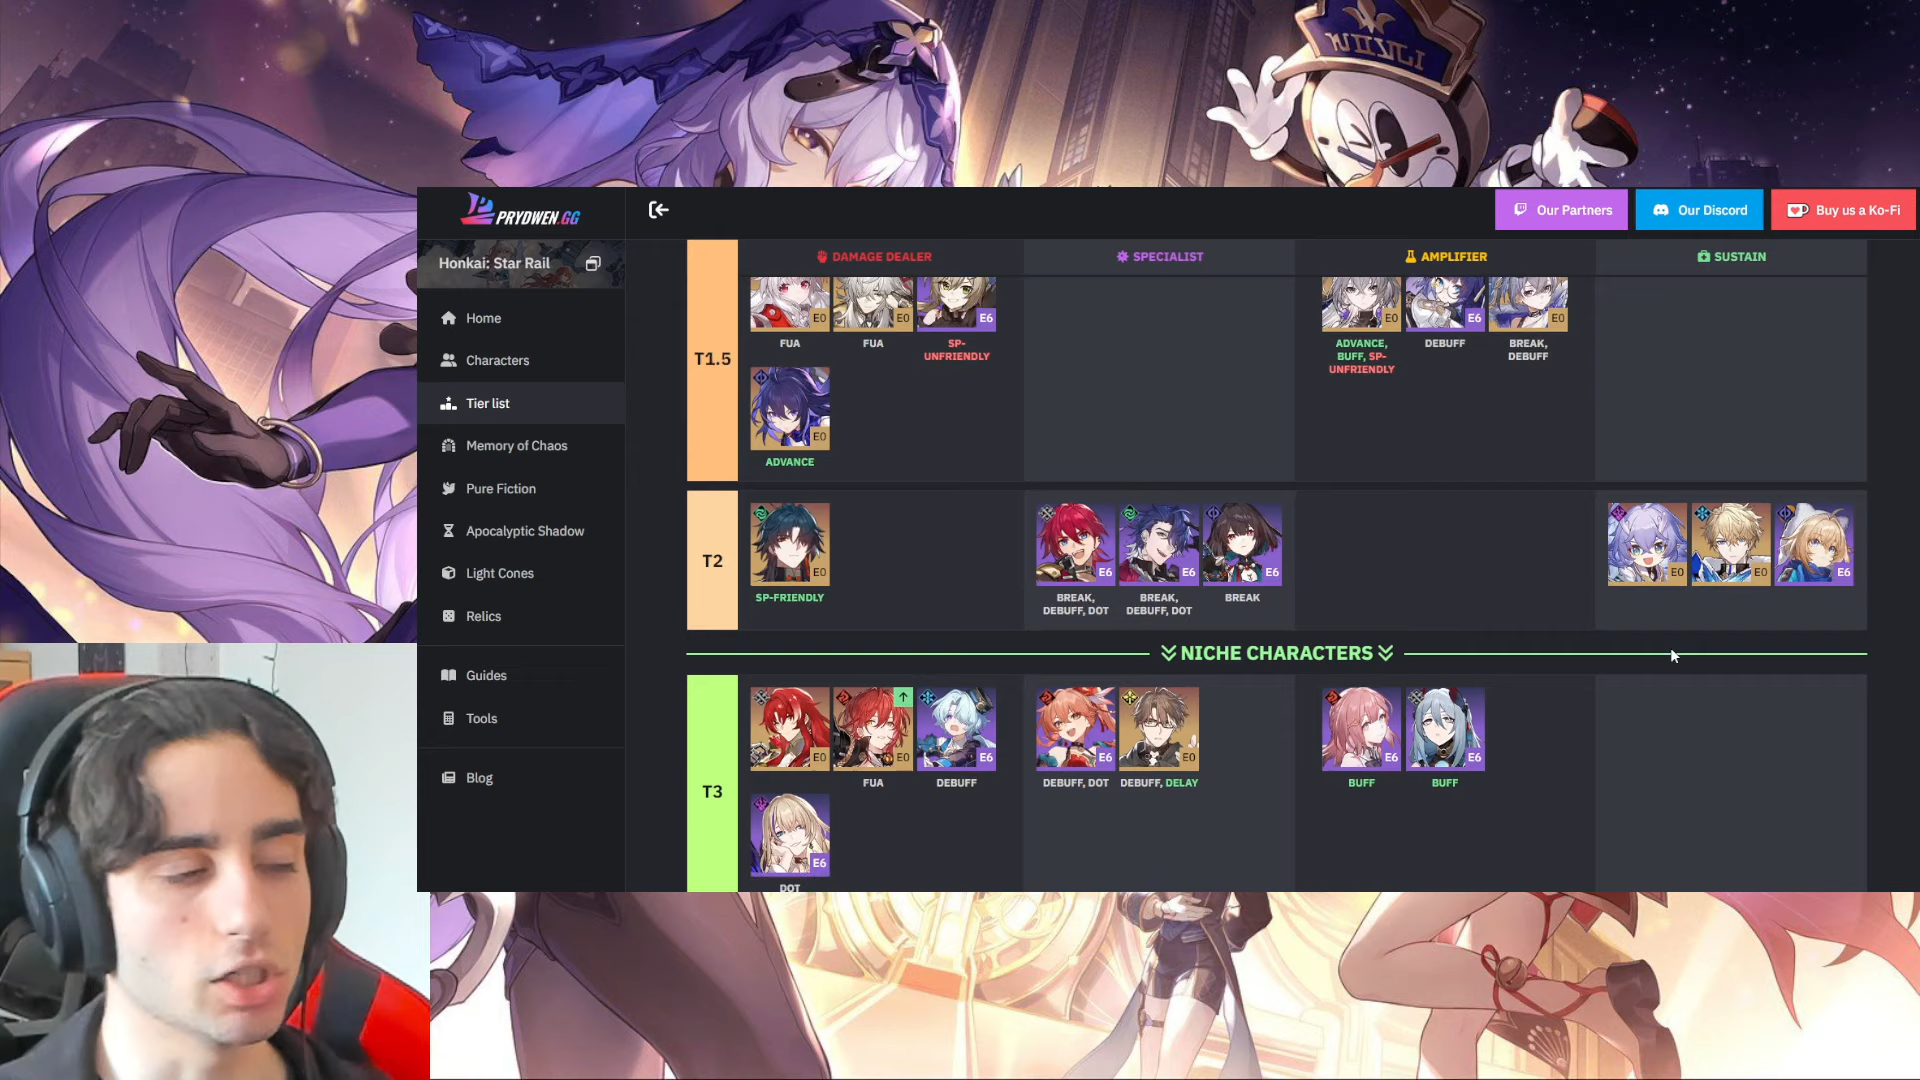 PRYDWEN.GG
Our Partners
Our Discord
Buy us a Ko-Fi
Honkai: Star Rail
Home
Characters
Tier list
Memory of Chaos
Pure Fiction
Apocalyptic Shadow
Light Cones
Relics
Guides
Tools
Blog
DAMAGE DEALER
SPECIALIST
AMPLIFIER
SUSTAIN
T1.5
E0
E0
E6
E0
E6
E0
FUA
FUA
SP-
UNFRIENDLY
ADVANCE,
BUFF, SP-
UNFRIENDLY
DEBUFF
BREAK,
DEBUFF
E0
ADVANCE
T2
E0
E6
E6
E6
E0
E0
E6
SP-FRIENDLY
BREAK,
DEBUFF, DOT
BREAK,
DEBUFF, DOT
BREAK
NICHE CHARACTERS
T3
E0
E0
E6
E6
E0
E6
E6
FUA
DEBUFF
DEBUFF, DOT
DEBUFF, DELAY
BUFF
BUFF
E6
DOT